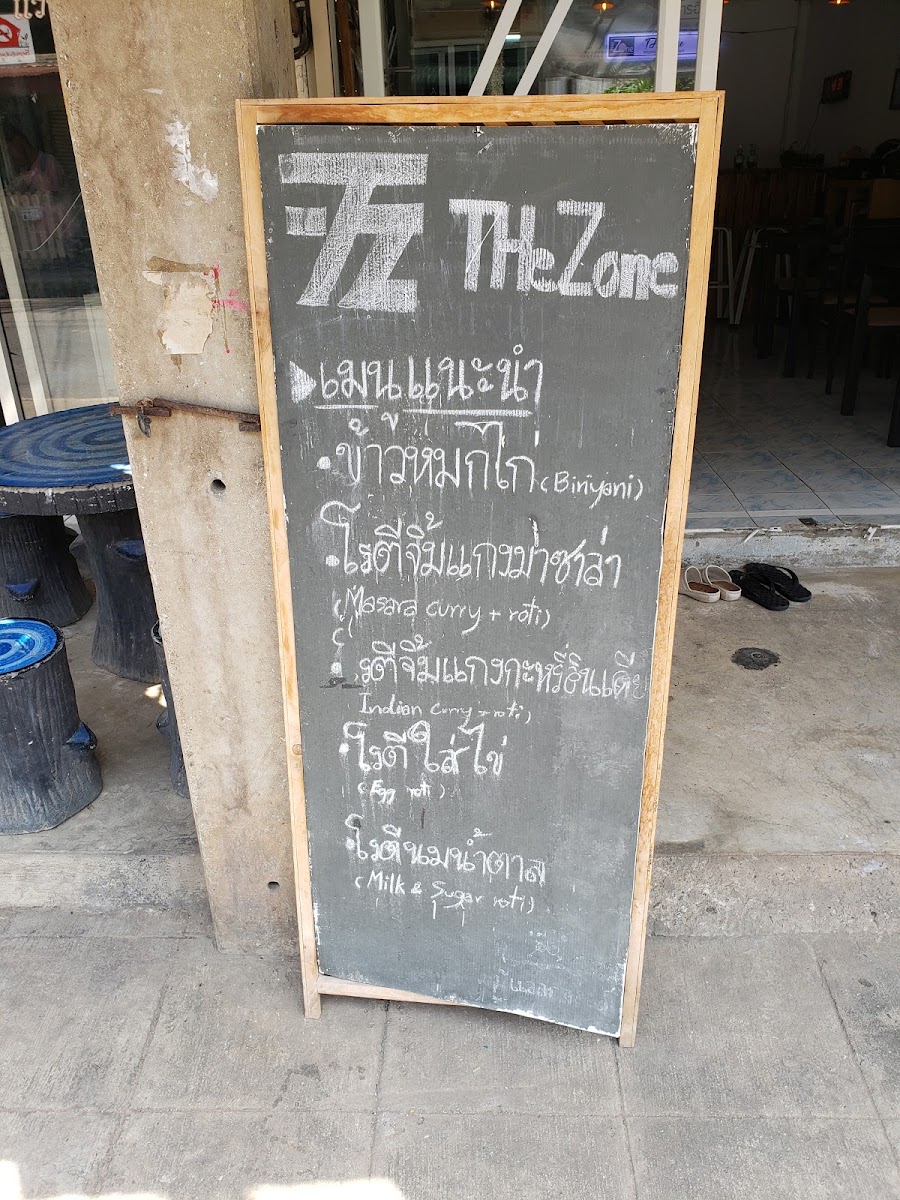 THeZone
เมนูแนะนำ
• ข้าวหมกไก่ (Biriyani)
• โรตีจิ้มแกงมาซาล่า
(Masara curry + roti)
• โรตีจิ้มแกงกะหรี่อินเดีย
Indian curry + roti)
• โรตีใส่ไข่
(Egg roti)
• โรตีนมน้ำตาล
(Milk & Sugar roti)